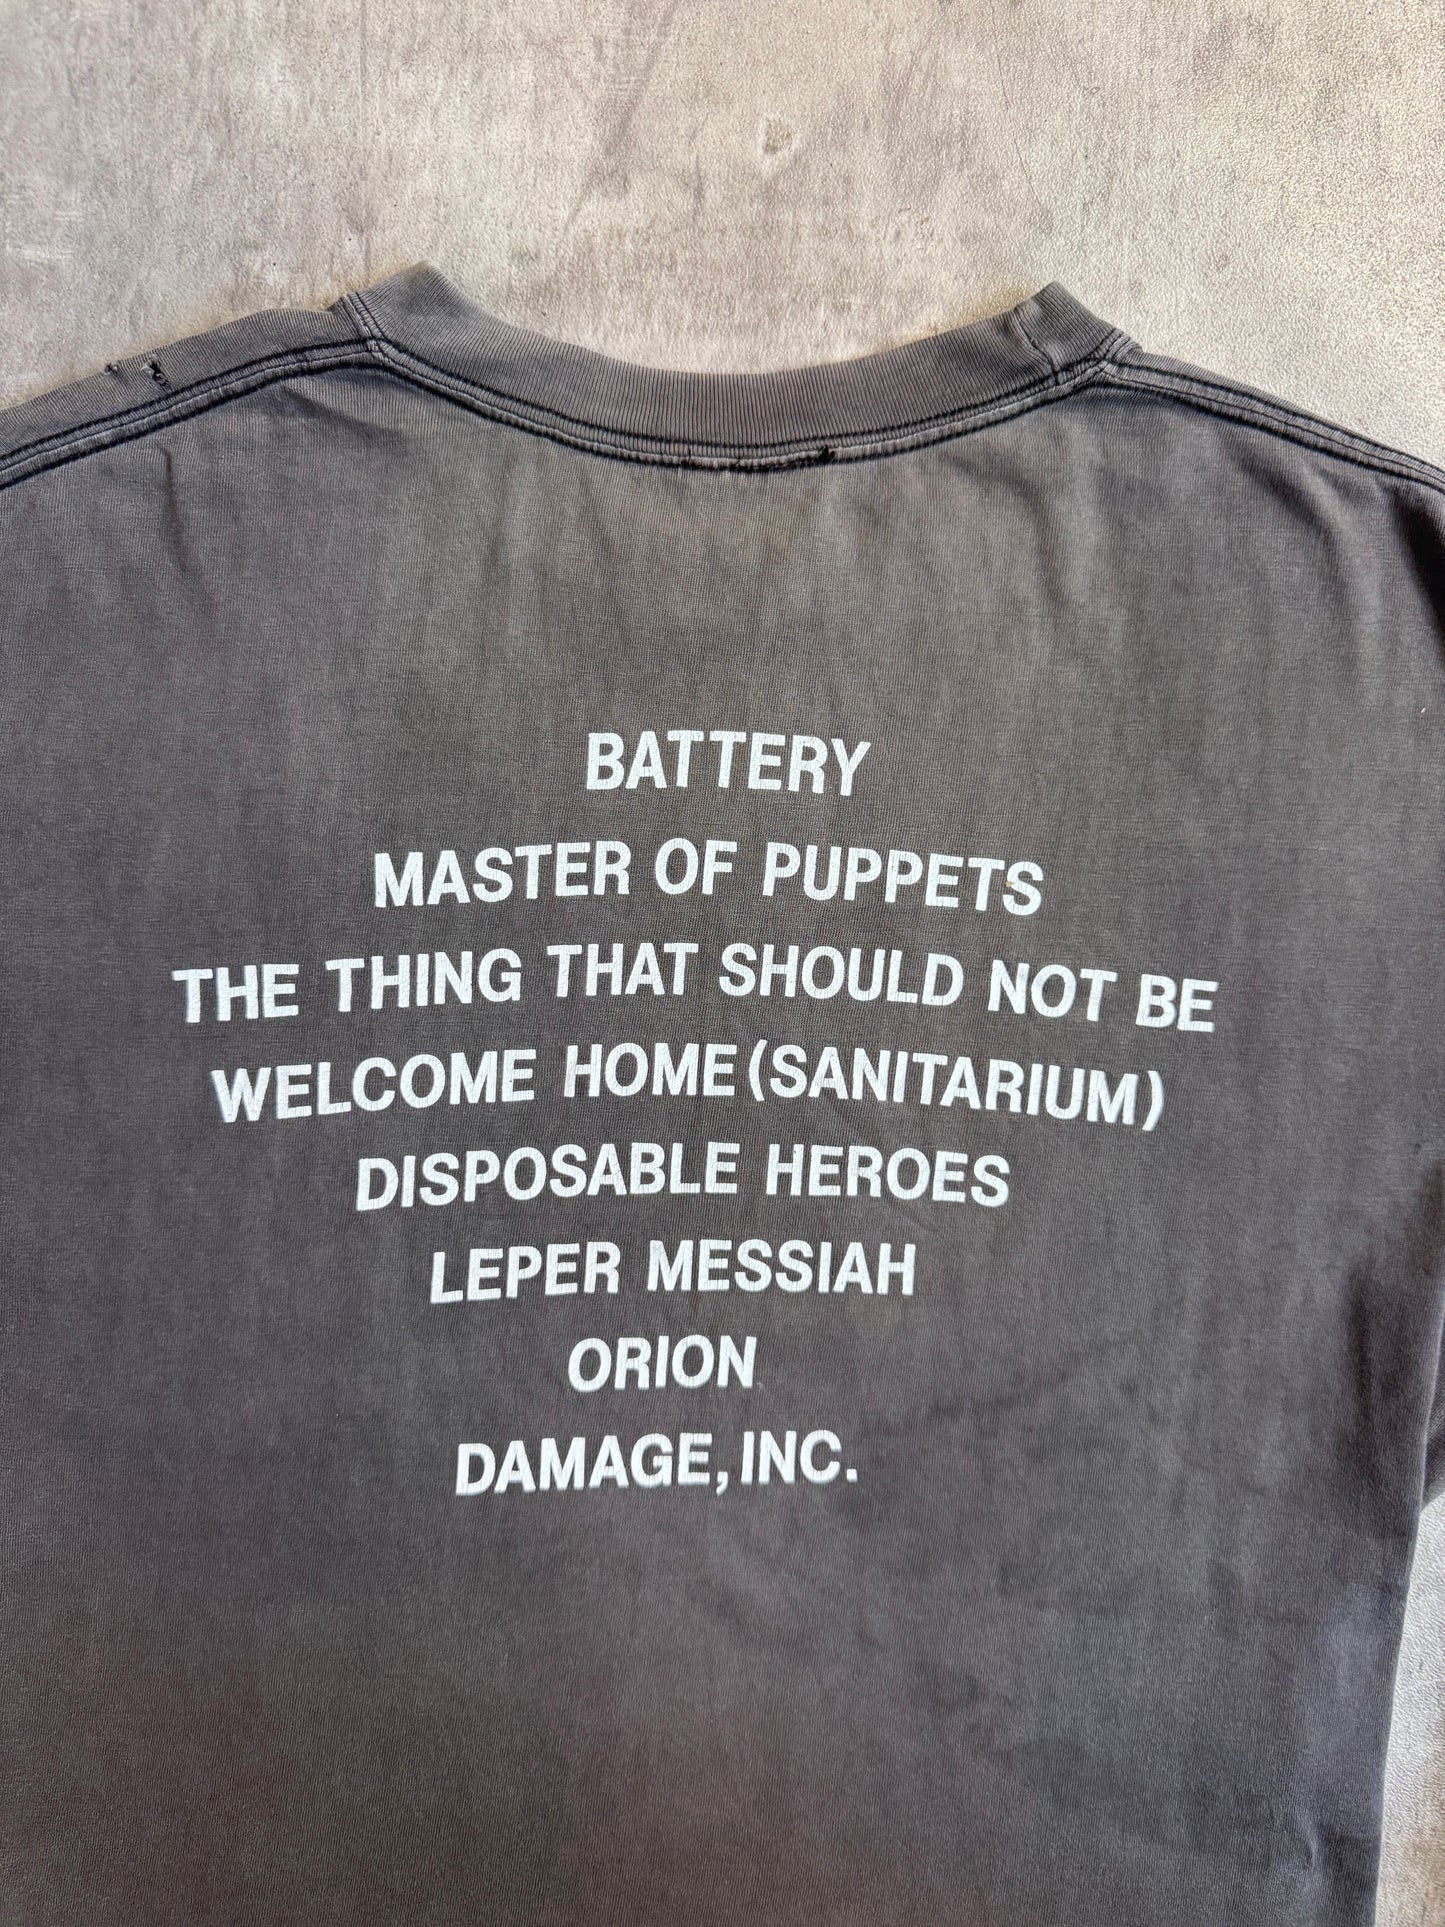 BATTERY
MASTER OF PUPPETS
THE THING THAT SHOULD NOT BE
WELCOME HOME (SANITARIUM)
DISPOSABLE HEROES
LEPER MESSIAH
ORION
DAMAGE, INC.